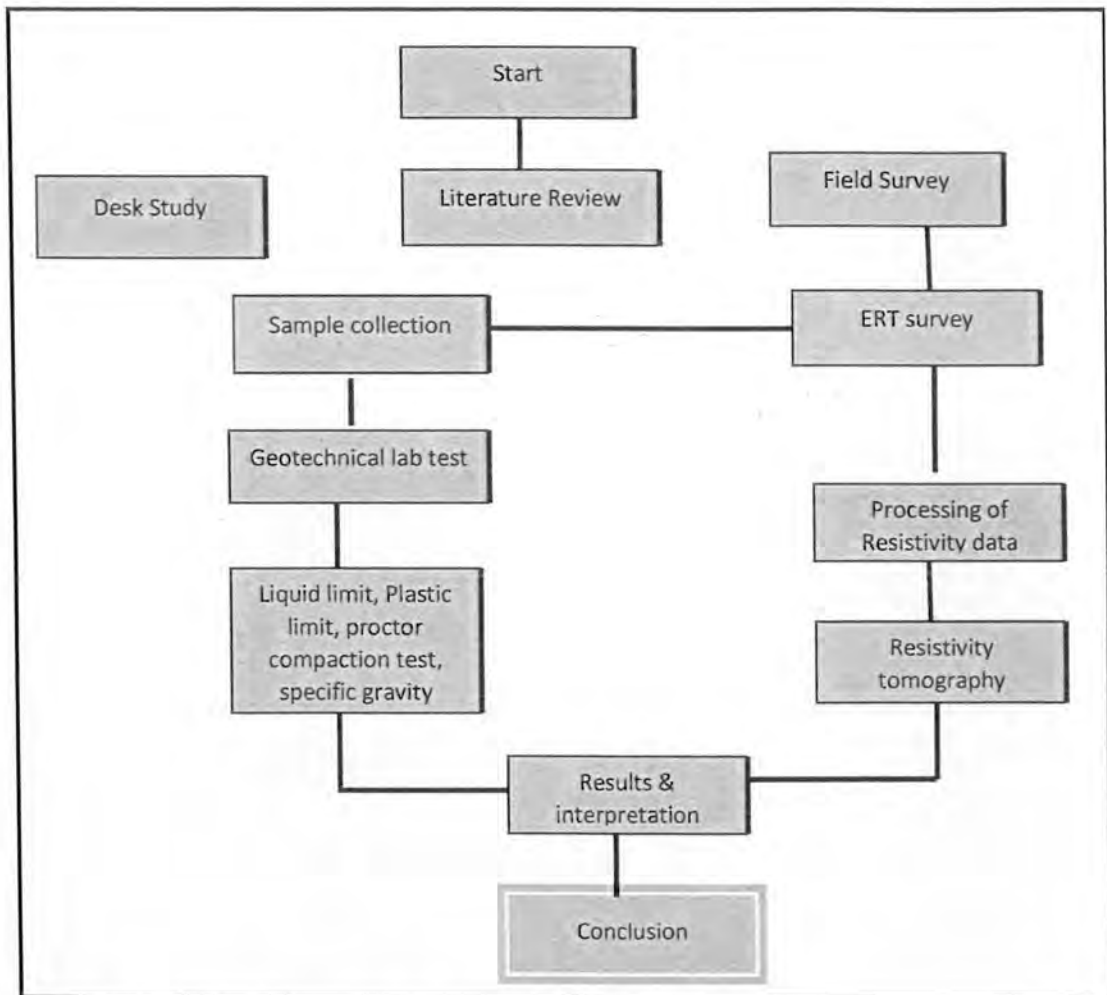 Start
Literature Review
Field Survey
Desk Study
Sample collection
ERT survey
Geotechnical lab test
Processing of
Resistivity data
Liquid limit, Plastic
limit, proctor
compaction test,
specific gravity
Resistivity
tomography
Results &
interpretation
Conclusion